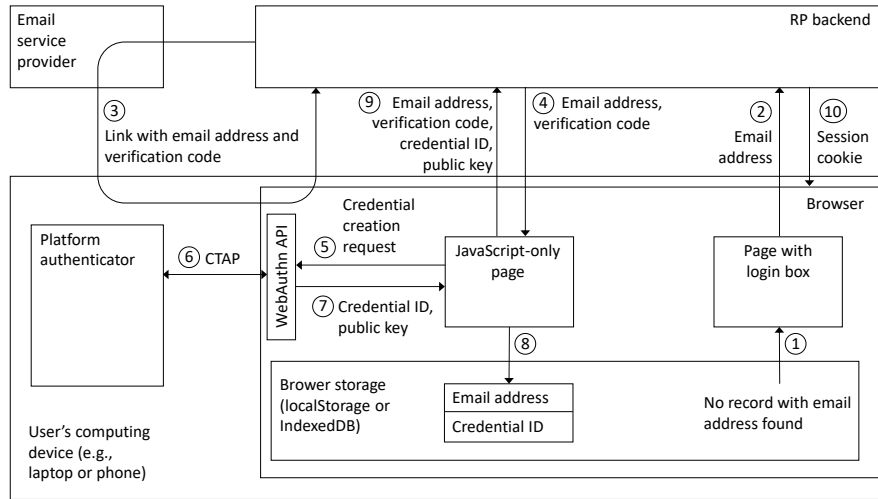 Email
service
provider
RP backend
3
Link with email address and
verification code
9
Email address,
verification code,
credential ID,
public key
4
Email address,
verification code
2
Email
address
10
Session
cookie
Browser
Platform
authenticator
6
CTAP
WebAuthn API
Credential
creation
request
5
7
Credential ID,
public key
JavaScript-only
page
Page with
login box
8
1
Brower storage
(localStorage or
IndexedDB)
Email address
Credential ID
No record with email
address found
User's computing
device (e.g.,
laptop or phone)